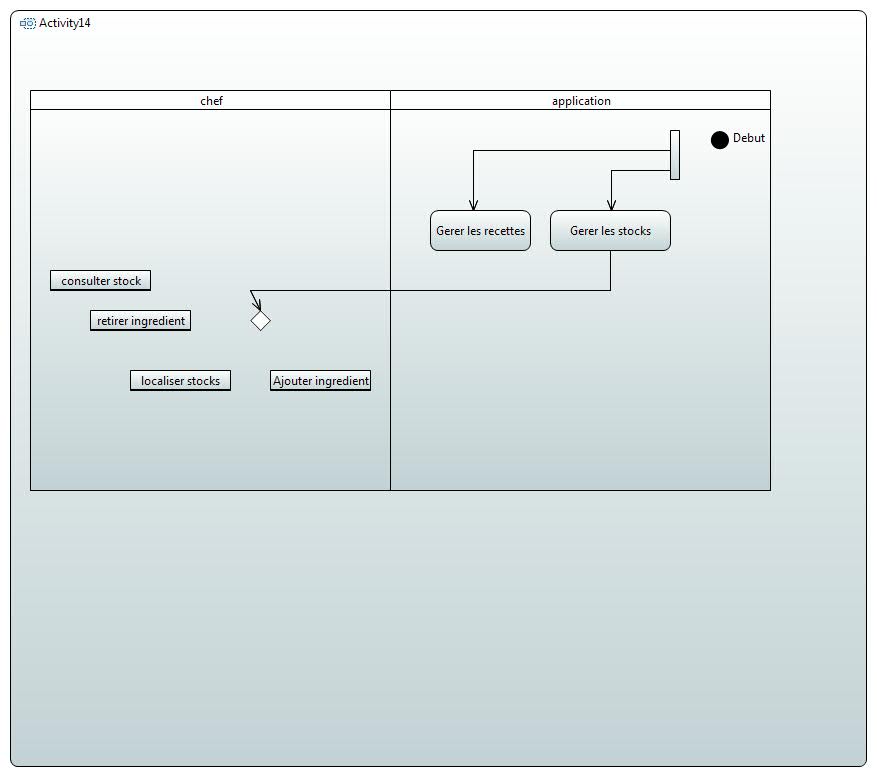 Activity14
chef
application
Debut
Gerer les recettes
Gerer les stocks
consulter stock
retirer ingredient
localiser stocks
Ajouter ingredient